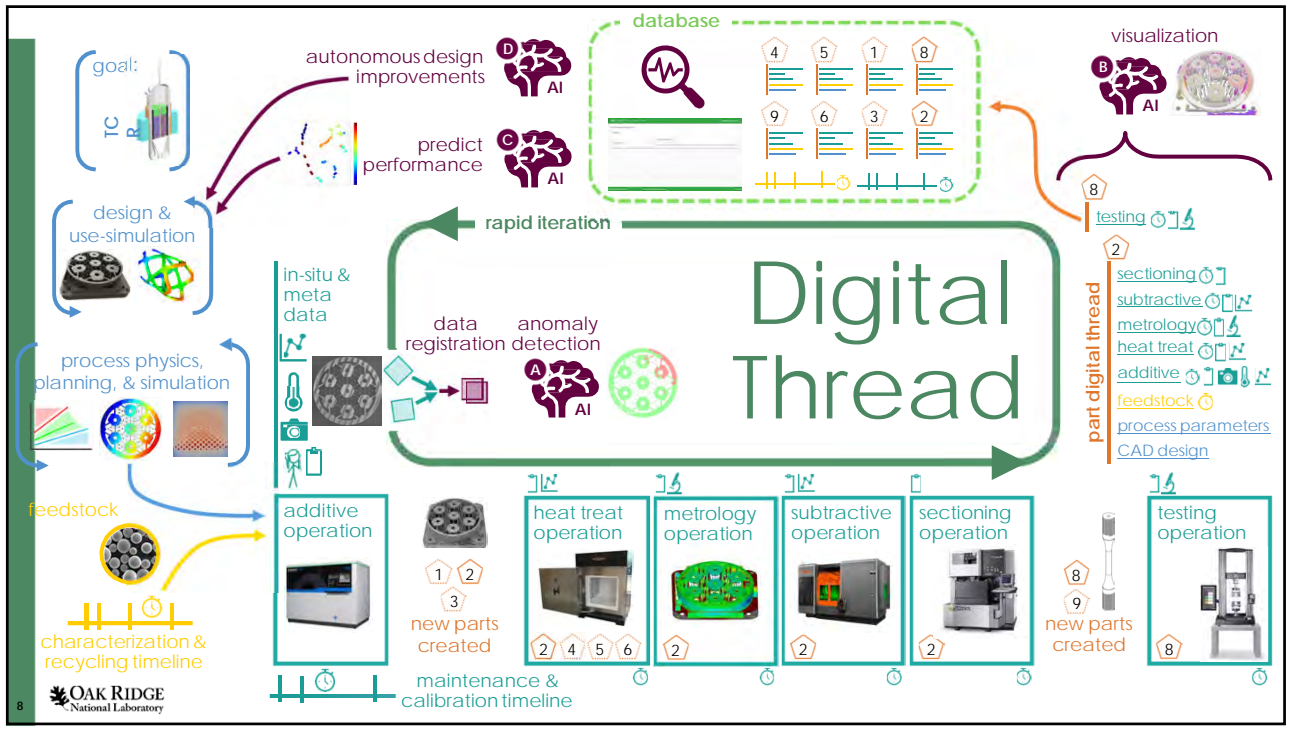 database
visualization
goal:
TC
R
autonomous design
improvements
D
AI
4
5
1
8
B
AI
9
6
3
2
predict
performance
C
AI
8
testing
design &
use-simulation
rapid iteration
2
in-situ &
meta
data
Digital
Thread
part digital thread
sectioning
subtractive
metrology
heat treat
additive
feedstock
process parameters
CAD design
data
registration
anomaly
detection
A
AI
process physics,
planning, & simulation
feedstock
additive
operation
1
2
3
new parts
created
heat treat
operation
2
4
5
6
metrology
operation
2
subtractive
operation
2
sectioning
operation
2
8
9
new parts
created
testing
operation
8
characterization &
recycling timeline
maintenance &
calibration timeline
OAK RIDGE
National Laboratory
8